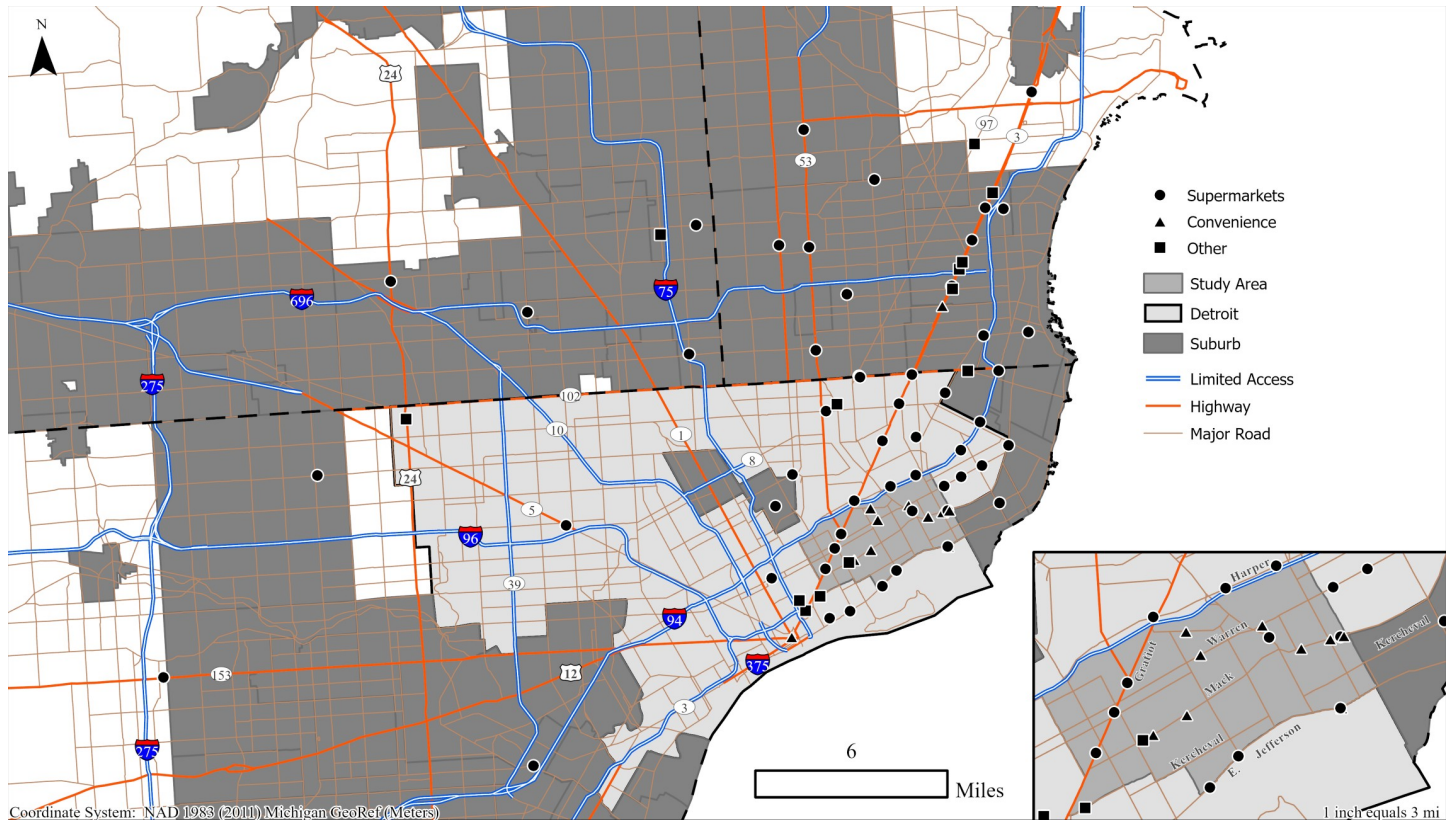 N
24
97
3
53
Supermarkets
Convenience
Other
Study Area
Detroit
Suburb
Limited Access
Highway
Major Road
696
75
275
102
10
1
8
24
5
96
39
94
153
12
375
3
275
6
Miles
Harper
Warren
Gratiot
Mack
Kercheval
Kercheval
E. Jefferson
Coordinate System: NAD 1983 (2011) Michigan GeoRef (Meters)
1 inch equals 3 mi